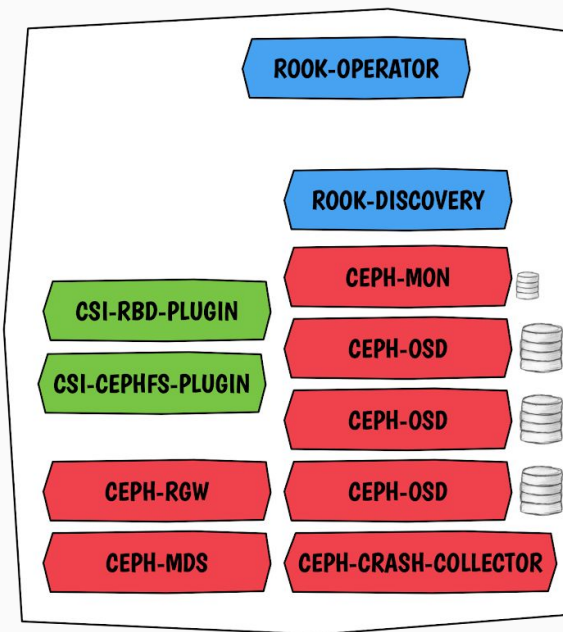 ROOK-OPERATOR
ROOK-DISCOVERY
CEPH-MON
CSI-RBD-PLUGIN
CEPH-OSD
CSI-CEPHFS-PLUGIN
CEPH-OSD
CEPH-RGW
CEPH-OSD
CEPH-MDS
CEPH-CRASH-COLLECTOR